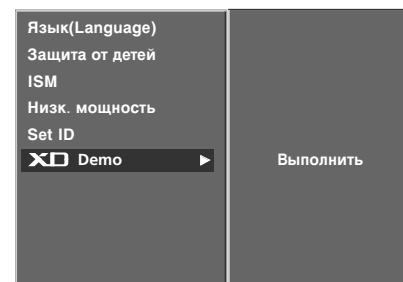 Язык(Language)
Защита от детей
ISM
Низк. мощность
Set ID
XD Demo ▶ Выполнить